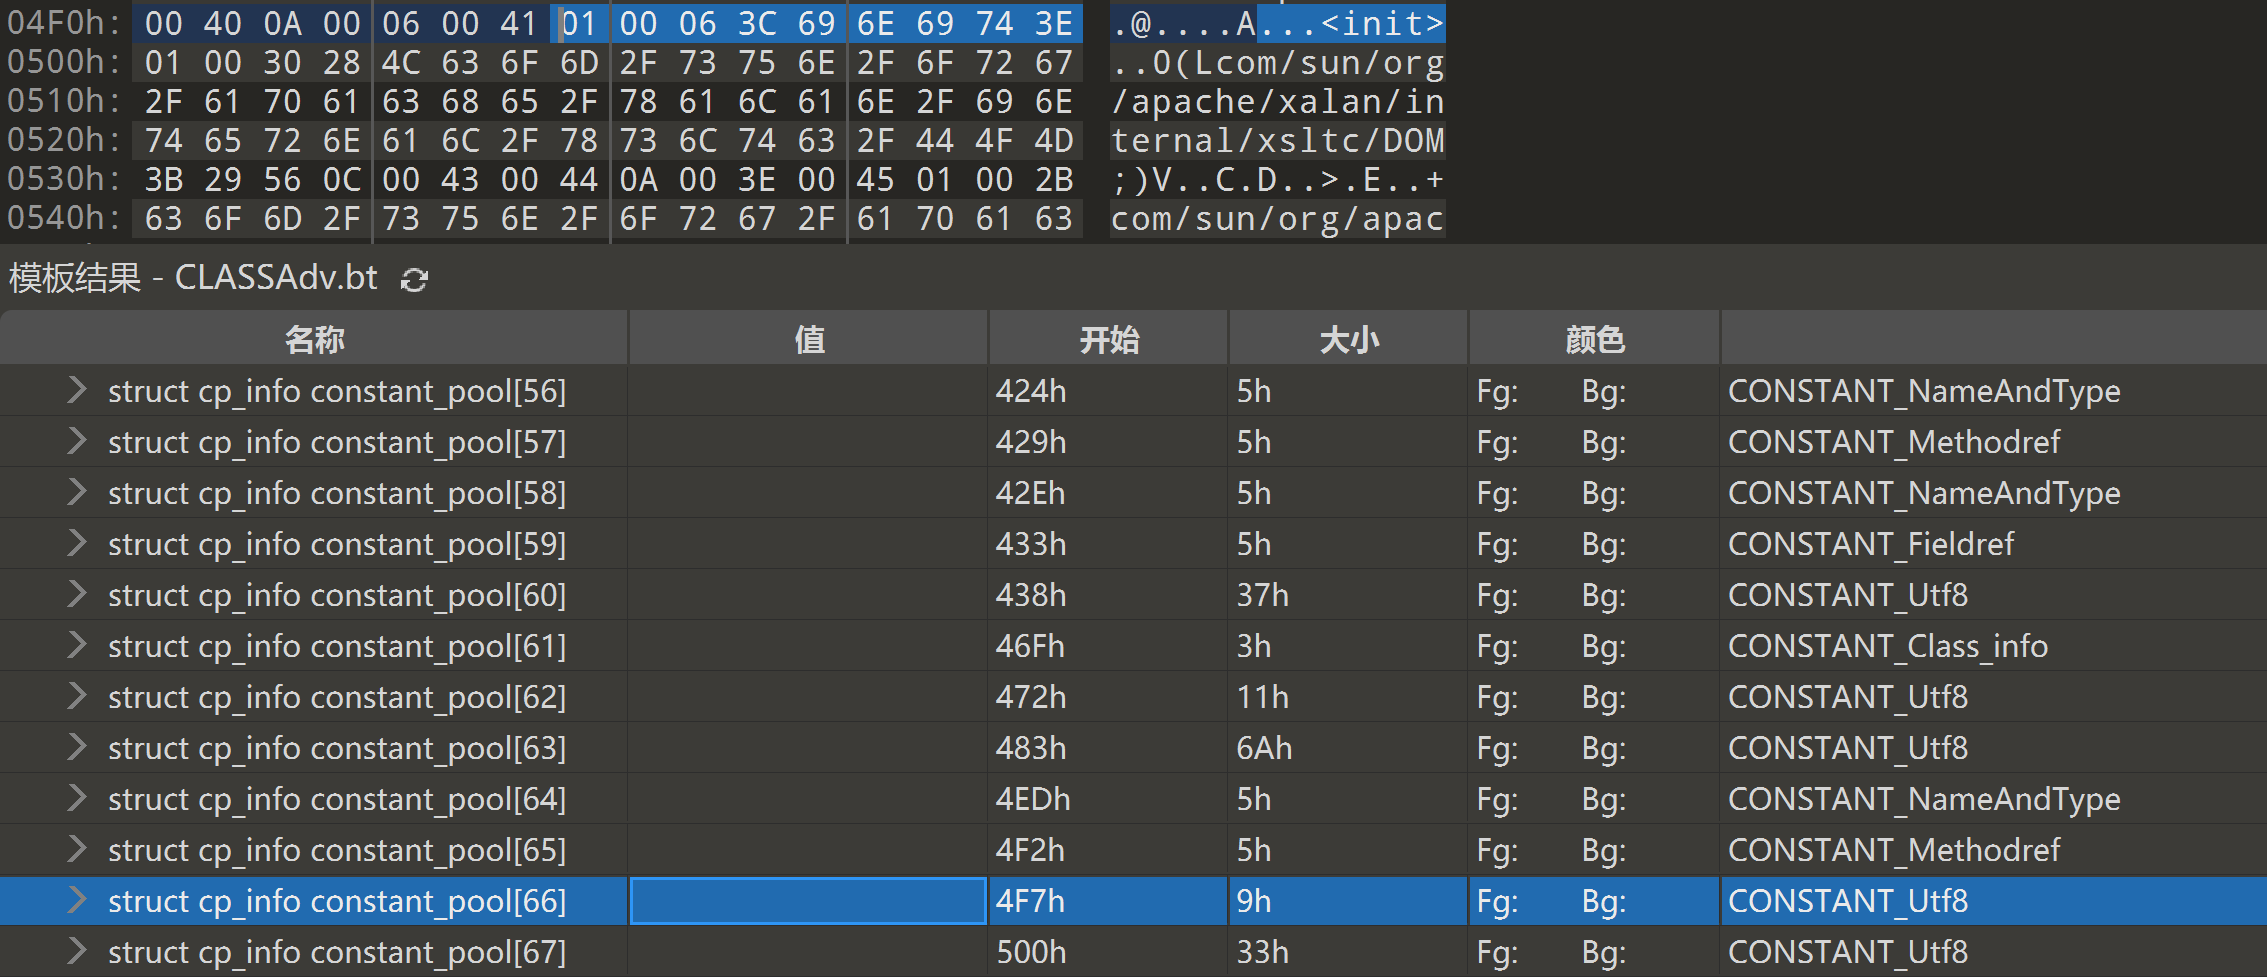 04F0h: 00 40 0A 00 06 00 41 01 00 06 3C 69 6E 69 74 3E .@....A...<init>
0500h: 01 00 30 28 4C 63 6F 6D 2F 73 75 6E 2F 6F 72 67 ..0(Lcom/sun/org
0510h: 2F 61 70 61 63 68 65 2F 78 61 6C 61 6E 2F 69 6E /apache/xalan/in
0520h: 74 65 72 6E 61 6C 2F 78 73 6C 74 63 2F 44 4F 4D ternal/xsltc/DOM
0530h: 3B 29 56 0C 00 43 00 44 0A 00 3E 00 45 01 00 2B ;)V..C.D..>.E..+
0540h: 63 6F 6D 2F 73 75 6E 2F 6F 72 67 2F 61 70 61 63 com/sun/org/apac
模板结果 - CLASSAdv.bt
名称 值 开始 大小 颜色
struct cp_info constant_pool[56] 424h 5h Fg: Bg: CONSTANT_NameAndType
struct cp_info constant_pool[57] 429h 5h Fg: Bg: CONSTANT_Methodref
struct cp_info constant_pool[58] 42Eh 5h Fg: Bg: CONSTANT_NameAndType
struct cp_info constant_pool[59] 433h 5h Fg: Bg: CONSTANT_Fieldref
struct cp_info constant_pool[60] 438h 37h Fg: Bg: CONSTANT_Utf8
struct cp_info constant_pool[61] 46Fh 3h Fg: Bg: CONSTANT_Class_info
struct cp_info constant_pool[62] 472h 11h Fg: Bg: CONSTANT_Utf8
struct cp_info constant_pool[63] 483h 6Ah Fg: Bg: CONSTANT_Utf8
struct cp_info constant_pool[64] 4EDh 5h Fg: Bg: CONSTANT_NameAndType
struct cp_info constant_pool[65] 4F2h 5h Fg: Bg: CONSTANT_Methodref
struct cp_info constant_pool[66] 4F7h 9h Fg: Bg: CONSTANT_Utf8
struct cp_info constant_pool[67] 500h 33h Fg: Bg: CONSTANT_Utf8